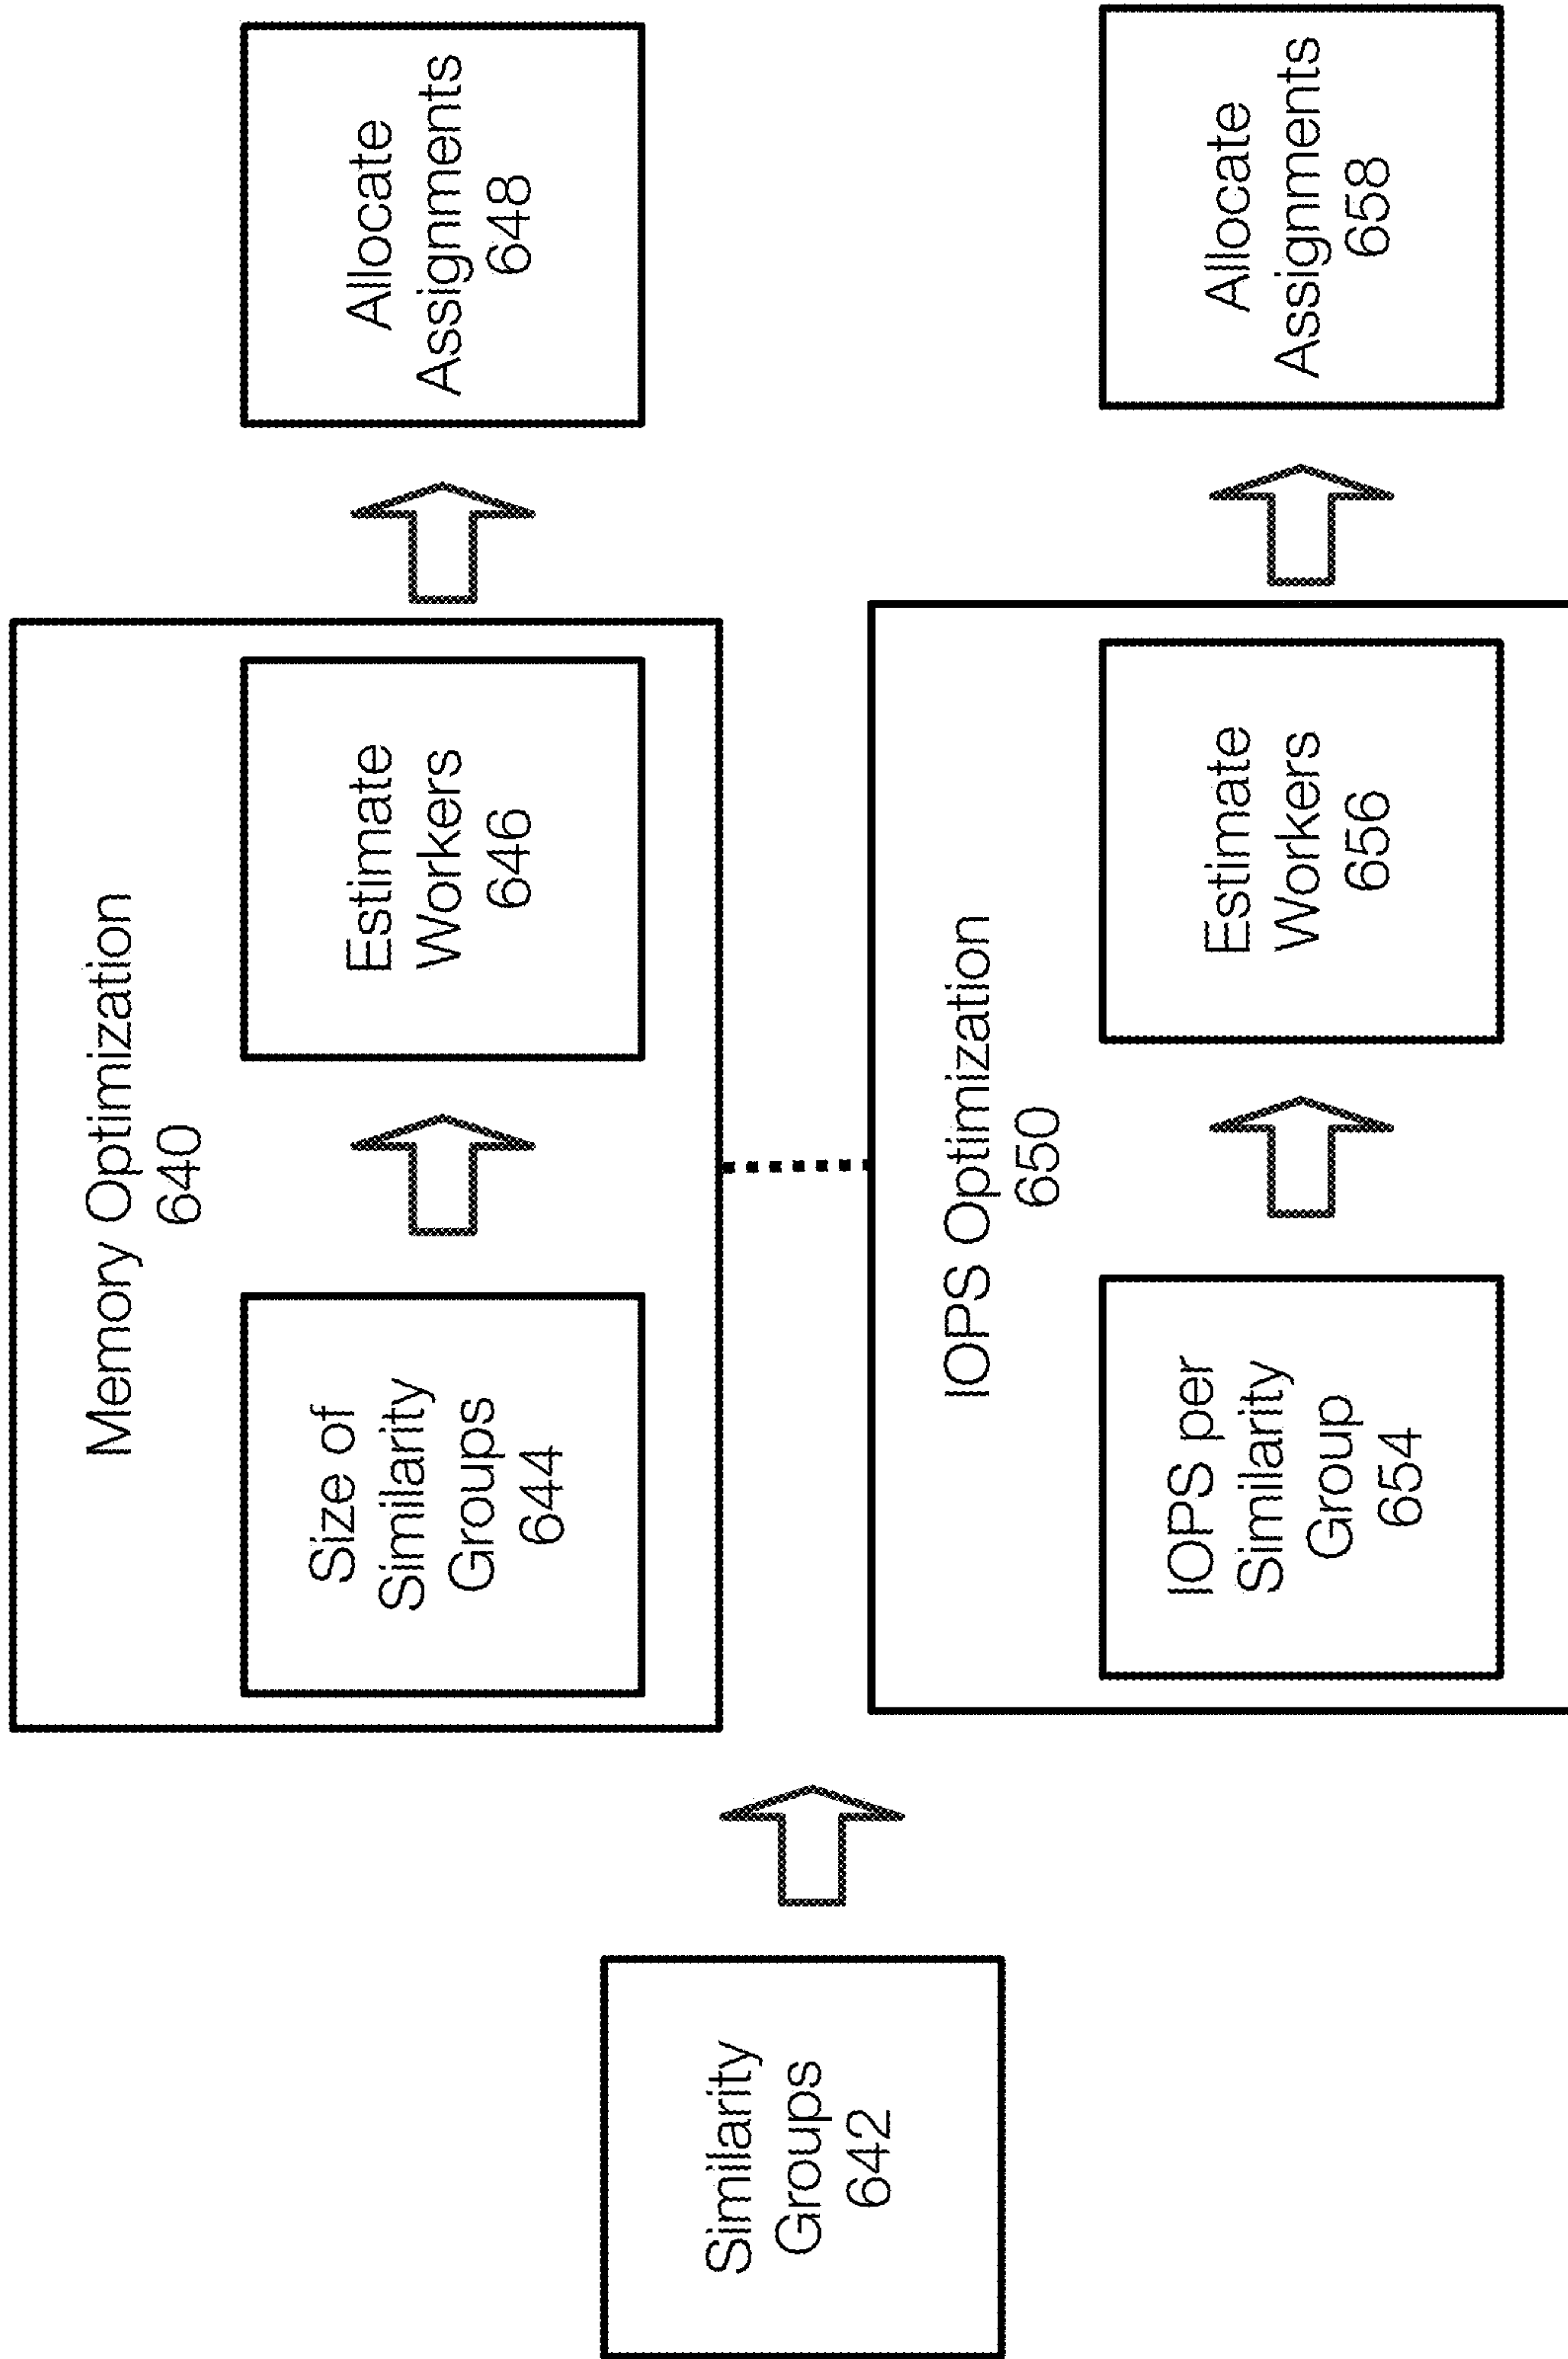 Similarity
Groups
642
Memory Optimization
640
Size of
Similarity
Groups
644
Estimate
Workers
646
Allocate
Assignments
648
IOPS Optimization
650
IOPS per
Similarity
Group
654
Estimate
Workers
656
Allocate
Assignments
658